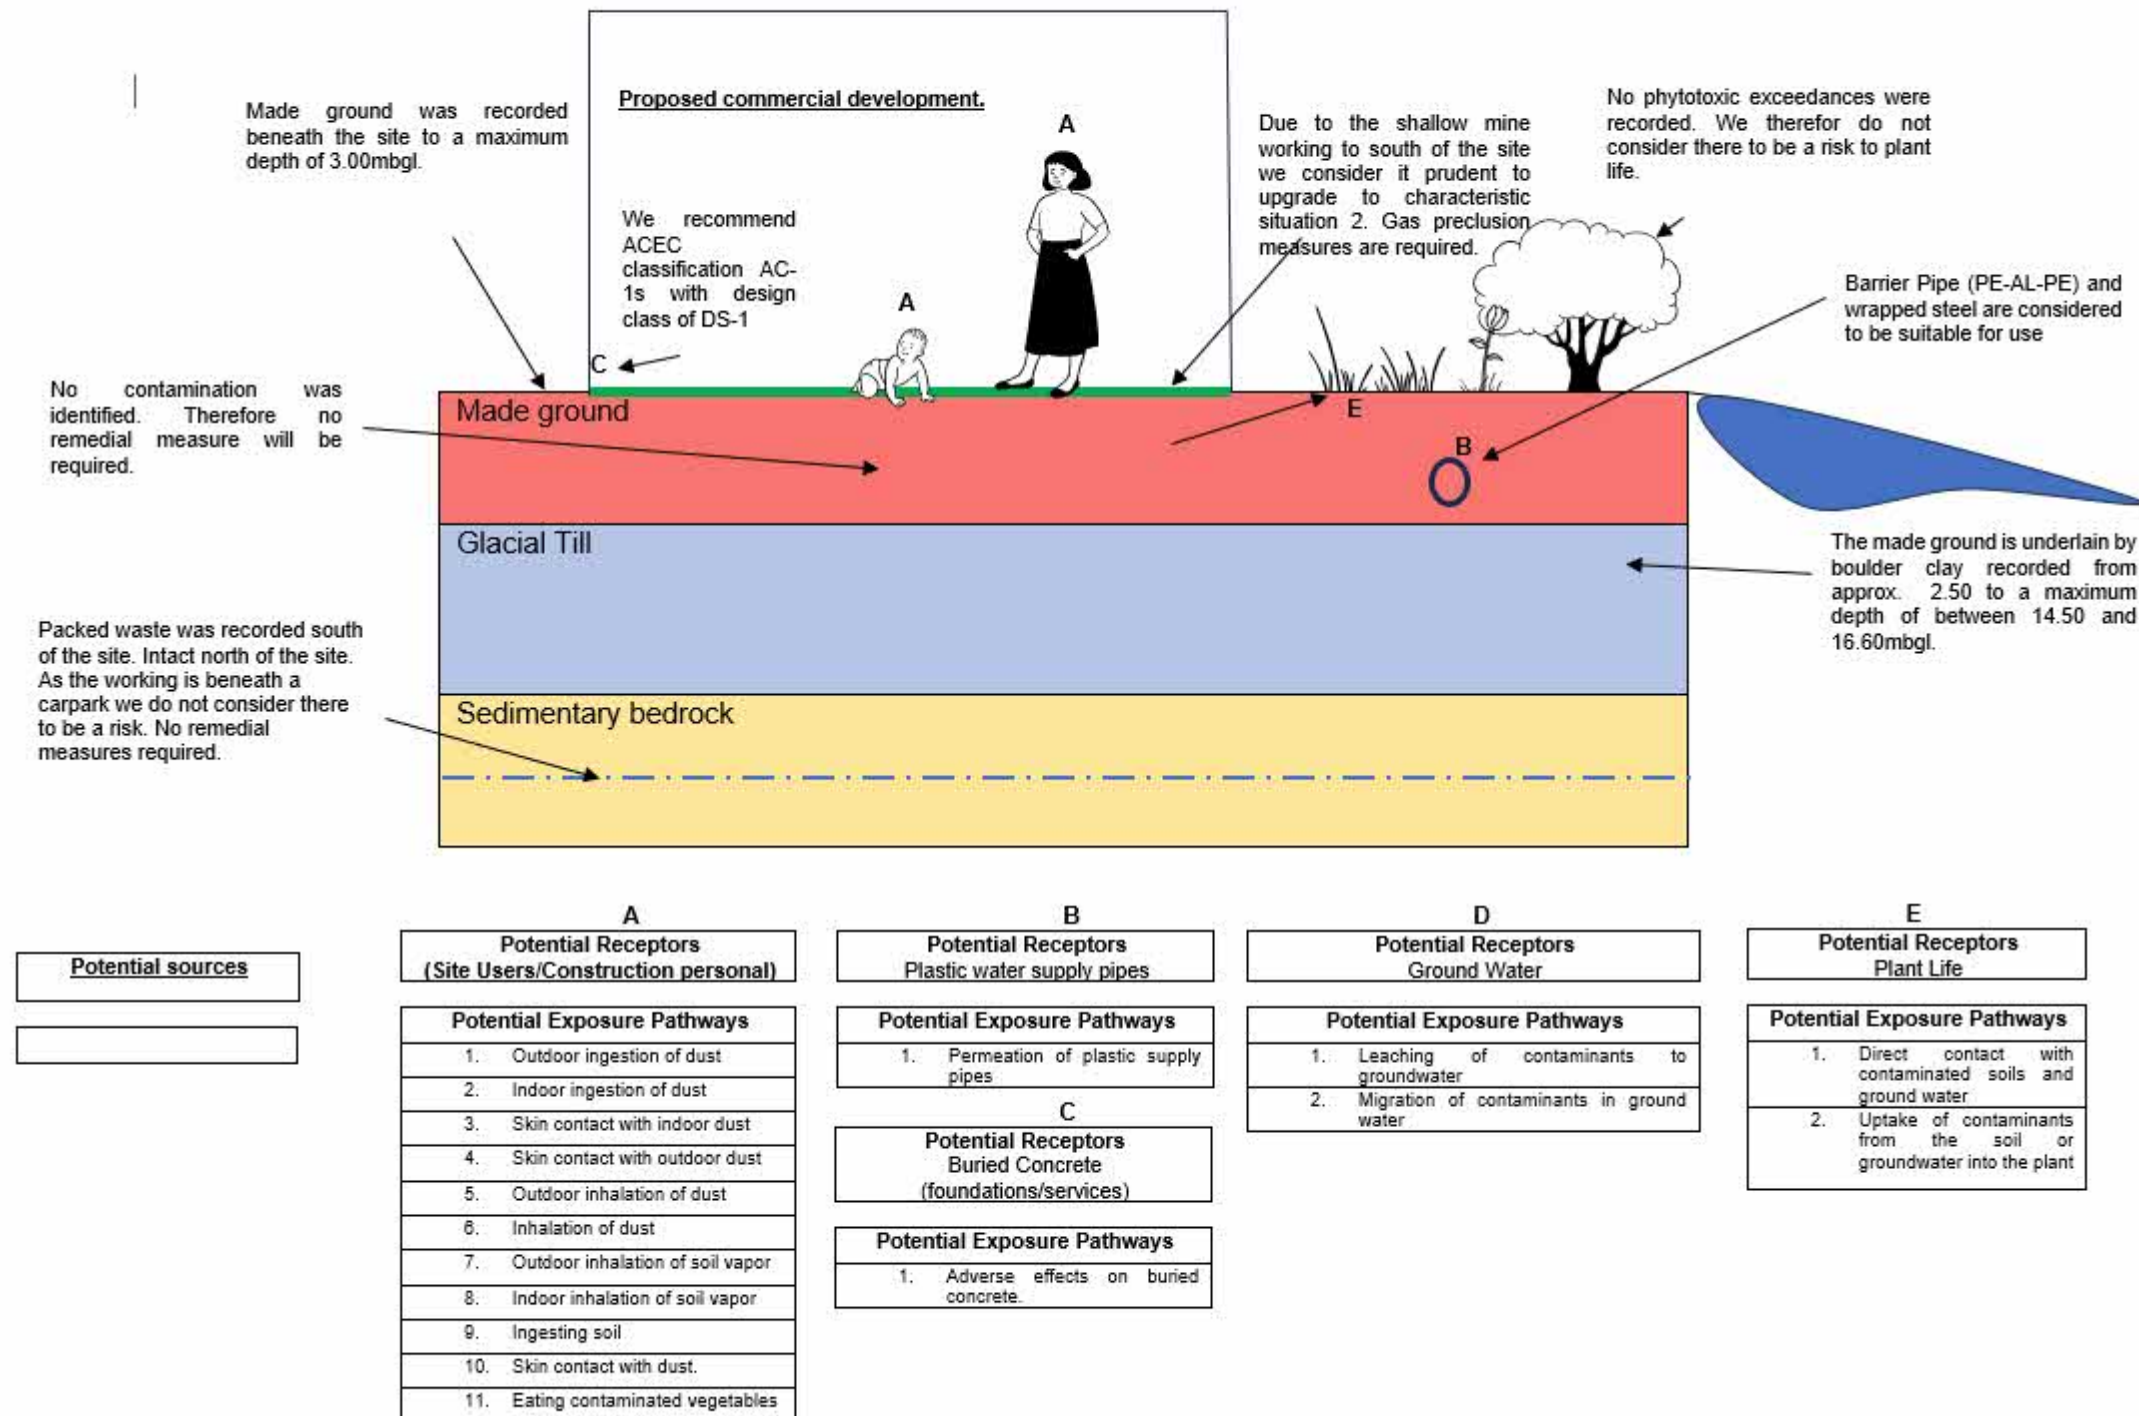 Made ground was recorded
beneath the site to a maximum
depth of 3.00mbgl.
Proposed commercial development.
A
We recommend
ACEC
classification AC-
1s with design
class of DS-1
A
C
Due to the shallow mine
working to south of the site
we consider it prudent to
upgrade to characteristic
situation 2. Gas preclusion
measures are required.
No phytotoxic exceedances were
recorded. We therefor do not
consider there to be a risk to plant
life.
Barrier Pipe (PE-AL-PE) and
wrapped steel are considered
to be suitable for use
No contamination was
identified. Therefore no
remedial measure will be
required.
Made ground
E
B
Glacial Till
The made ground is underlain by
boulder clay recorded from
approx. 2.50 to a maximum
depth of between 14.50 and
16.60mbgl.
Packed waste was recorded south
of the site. Intact north of the site.
As the working is beneath a
carpark we do not consider there
to be a risk. No remedial
measures required.
Sedimentary bedrock
Potential sources
A
Potential Receptors
(Site Users/Construction personal)
Potential Exposure Pathways
1. Outdoor ingestion of dust
2. Indoor ingestion of dust
3. Skin contact with indoor dust
4. Skin contact with outdoor dust
5. Outdoor inhalation of dust
6. Inhalation of dust
7. Outdoor inhalation of soil vapor
8. Indoor inhalation of soil vapor
9. Ingesting soil
10. Skin contact with dust.
11. Eating contaminated vegetables
B
Potential Receptors
Plastic water supply pipes
Potential Exposure Pathways
1. Permeation of plastic supply
pipes
C
Potential Receptors
Buried Concrete
(foundations/services)
Potential Exposure Pathways
1. Adverse effects on buried
concrete.
D
Potential Receptors
Ground Water
Potential Exposure Pathways
1. Leaching of contaminants to
groundwater
2. Migration of contaminants in ground
water
E
Potential Receptors
Plant Life
Potential Exposure Pathways
1. Direct contact with
contaminated soils and
ground water
2. Uptake of contaminants
from the soil or
groundwater into the plant